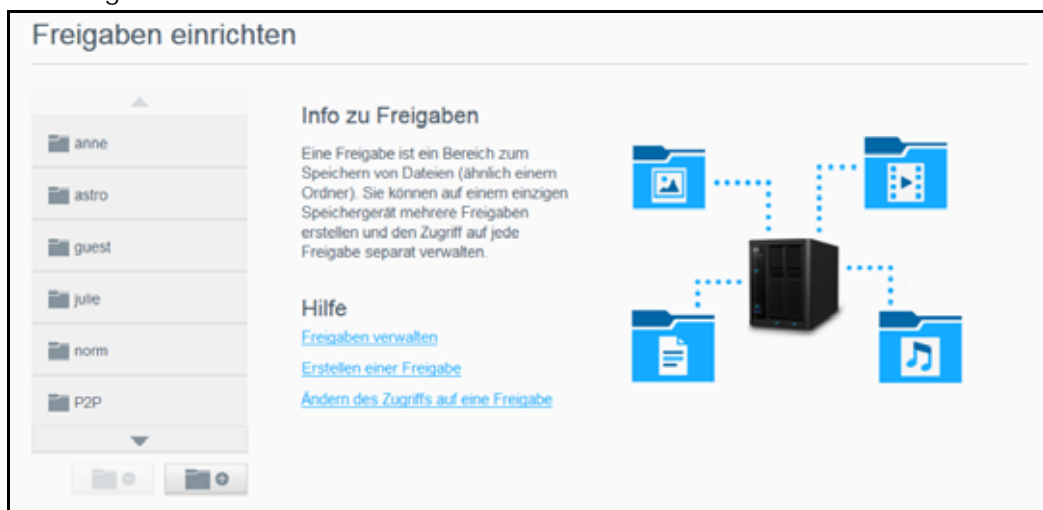 Freigaben einrichten
anne
astro
guest
julie
norm
P2P
Info zu Freigaben
Eine Freigabe ist ein Bereich zum
Speichern von Dateien (ähnlich einem
Ordner). Sie können auf einem einzigen
Speichergerät mehrere Freigaben
erstellen und den Zugriff auf jede
Freigabe separat verwalten.
Hilfe
Freigaben verwalten
Erstellen einer Freigabe
Ändern des Zugriffs auf eine Freigabe